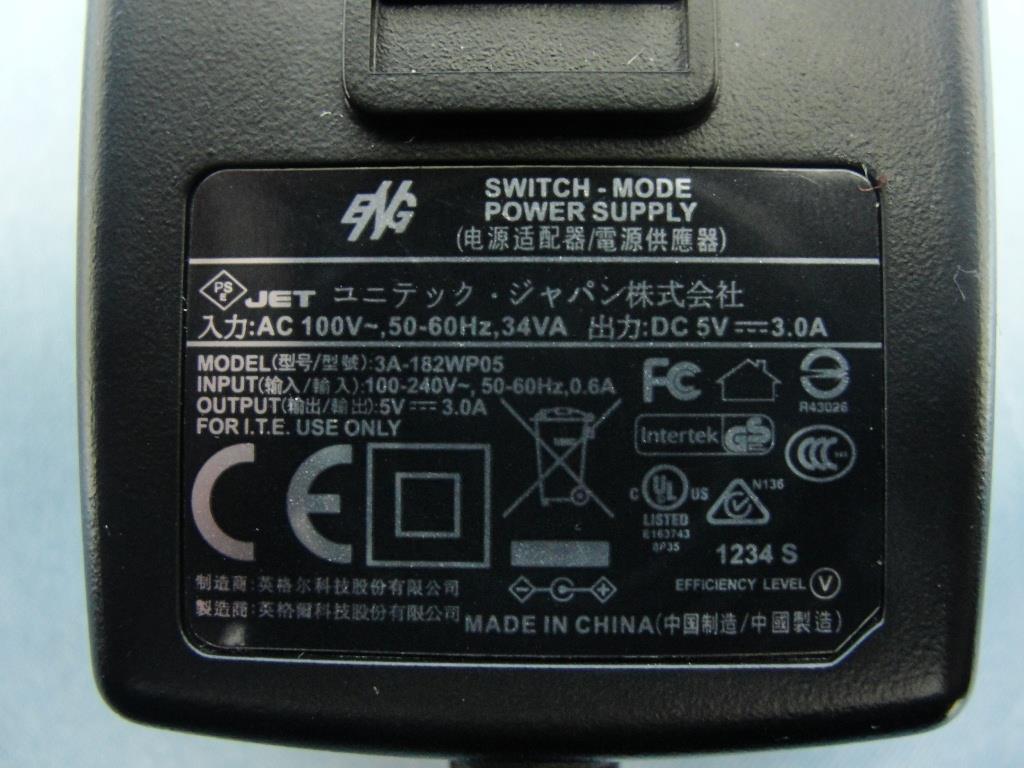 ENG
SWITCH - MODE
POWER SUPPLY
(电源适配器/電源供應器)
PS
E
JET ユニテック・ジャパン株式会社
入力:AC 100V~,50-60Hz,34VA 出力:DC 5V⎓3.0A
MODEL(型号/型號):3A-182WP05
INPUT(输入/輸入):100-240V~, 50-60Hz,0.6A
OUTPUT(输出/輸出):5V⎓3.0A
FOR I.T.E. USE ONLY
FC
R43026
Intertek GS
CCC
CE
C UL US
LISTED
E163743
8P35
N136
1234 S
EFFICIENCY LEVEL V
制造商:英格尔科技股份有限公司
製造商:英格爾科技股份有限公司
MADE IN CHINA(中国制造/中國製造)